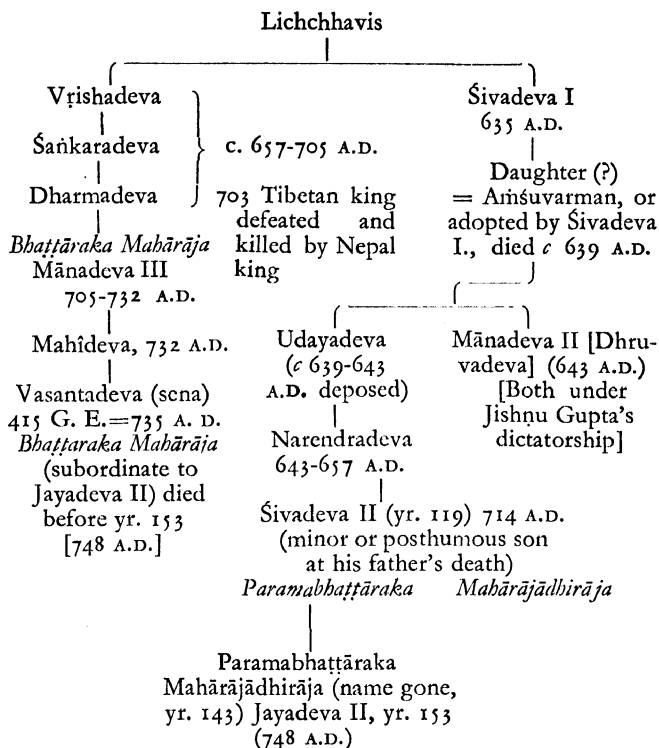 Lichchhavis
Vṛishadeva
Śaṅkaradeva
Dharmadeva
c. 657-705 A.D.
703 Tibetan king
defeated and
killed by Nepal
king
Bhaṭṭāraka Mahārāja
Mānadeva III
705-732 A.D.
Mahîdeva, 732 A.D.
Vasantadeva (sena)
415 G. E.=735 A. D.
Bhaṭṭaraka Mahārāja
(subordinate to
Jayadeva II) died
before yr. 153
[748 A.D.]
Śivadeva I
635 A.D.
Daughter (?)
= Aṁśuvarman, or
adopted by Śivadeva
I., died c 639 A.D.
Udayadeva
(c 639-643
A.D. deposed)
Narendradeva
643-657 A.D.
Mānadeva II [Dhru-
vadeva] (643 A.D.)
[Both under
Jishṇu Gupta's
dictatorship]
Śivadeva II (yr. 119) 714 A.D.
(minor or posthumous son
at his father's death)
Paramabhaṭṭāraka Mahārājādhirāja
Paramabhaṭṭāraka
Mahārājādhirāja (name gone,
yr. 143) Jayadeva II, yr. 153
(748 A.D.)